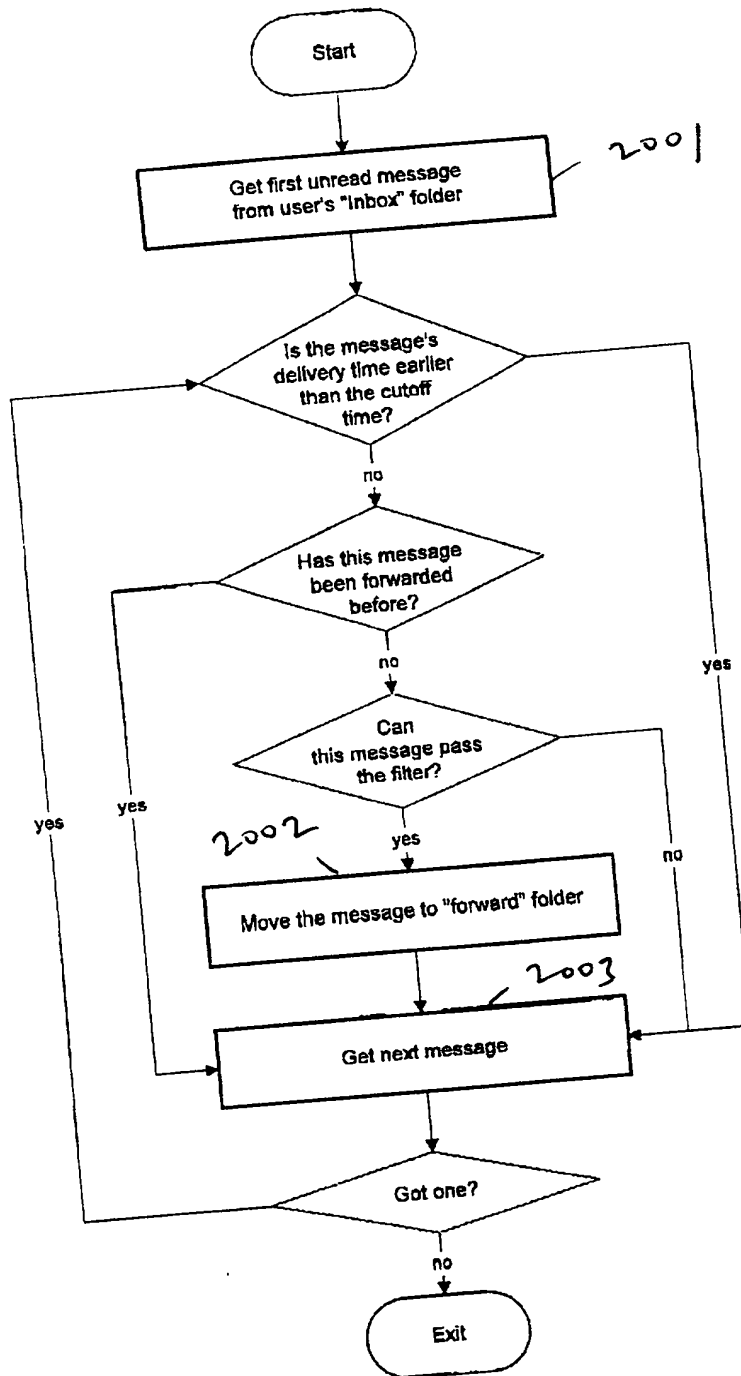 Start
2001
Get first unread message
from user's "Inbox" folder
Is the message's
delivery time earlier
than the cutoff
time?
no
Has this message
been forwarded
before?
no
yes
Can
this message pass
the filter?
yes
yes
2002
yes
no
Move the message to "forward" folder
2003
Get next message
Got one?
no
Exit